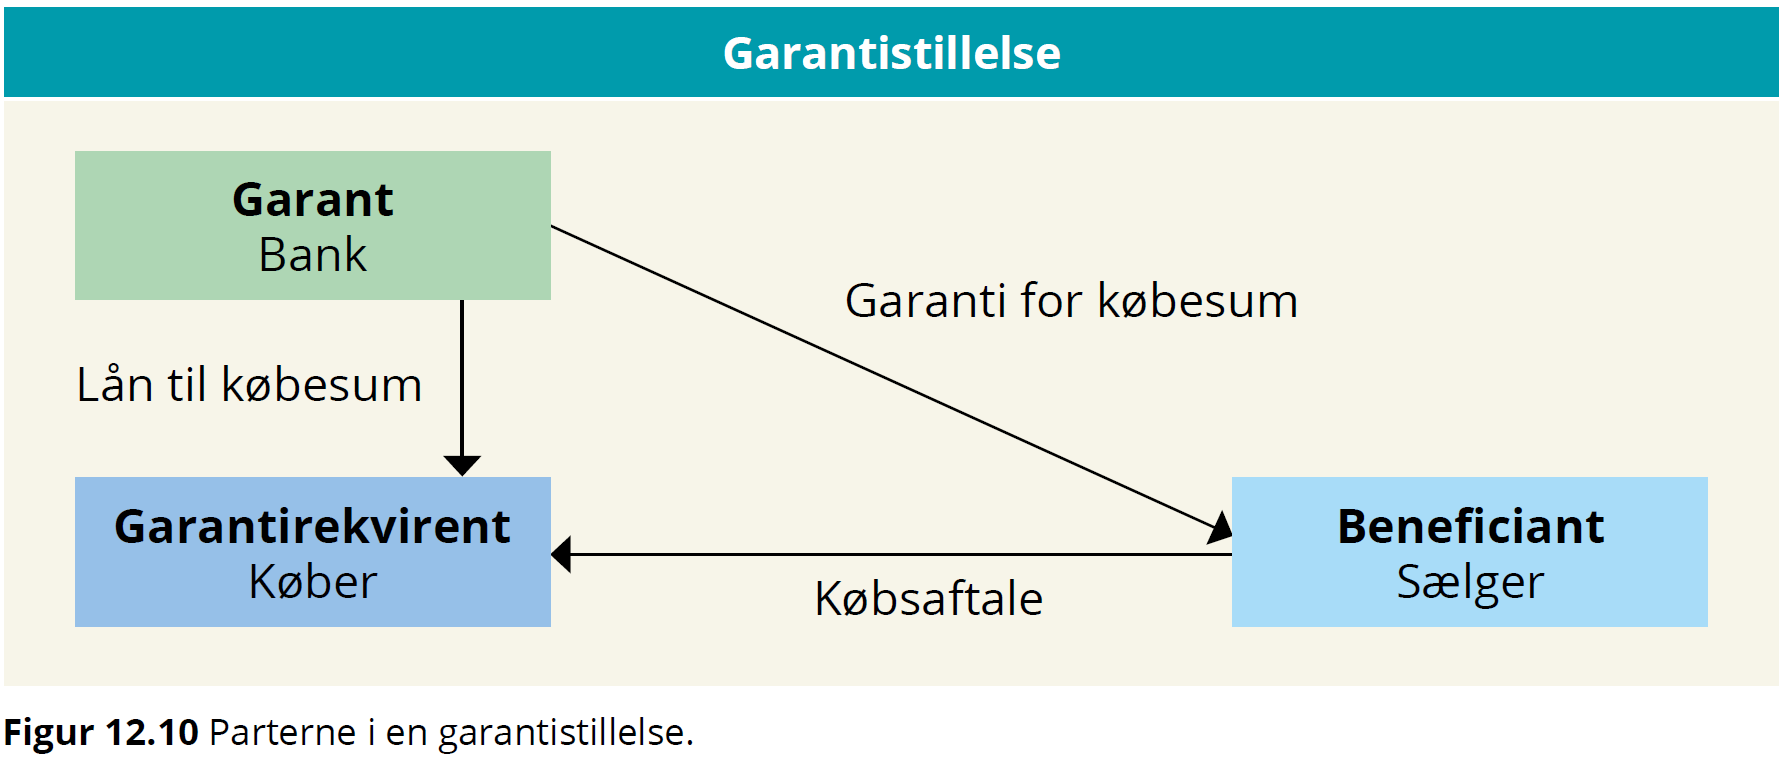 Garantistillelse
Garant
Bank
Garanti for købesum
Lån til købesum
Garantirekvirent
Køber
Beneficiant
Sælger
Købsaftale
Figur 12.10 Parterne i en garantistillelse.